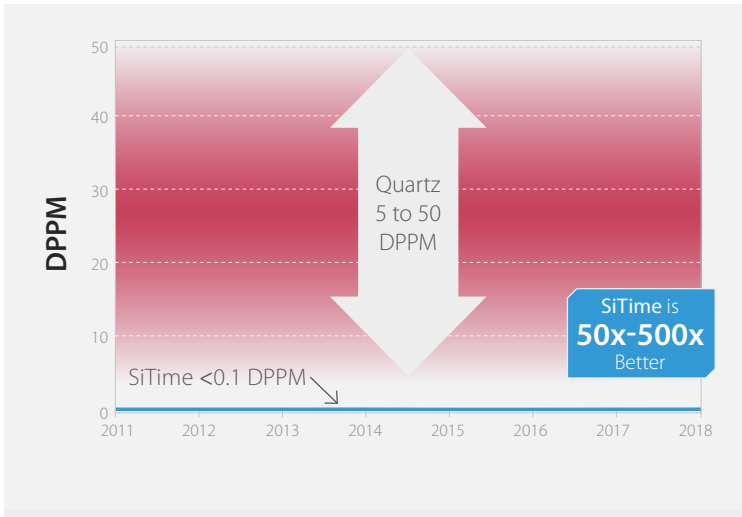 DPPM
50
40
30
20
10
0
Quartz
5 to 50
DPPM
SiTime is
50x-500x
Better
SiTime <0.1 DPPM
2011 2012 2013 2014 2015 2016 2017 2018